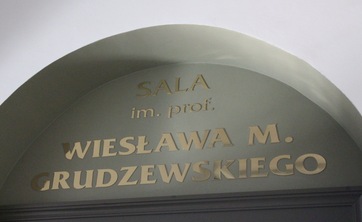 SALA
im. prof.
WIESŁAWA M.
GRUDZEWSKIEGO